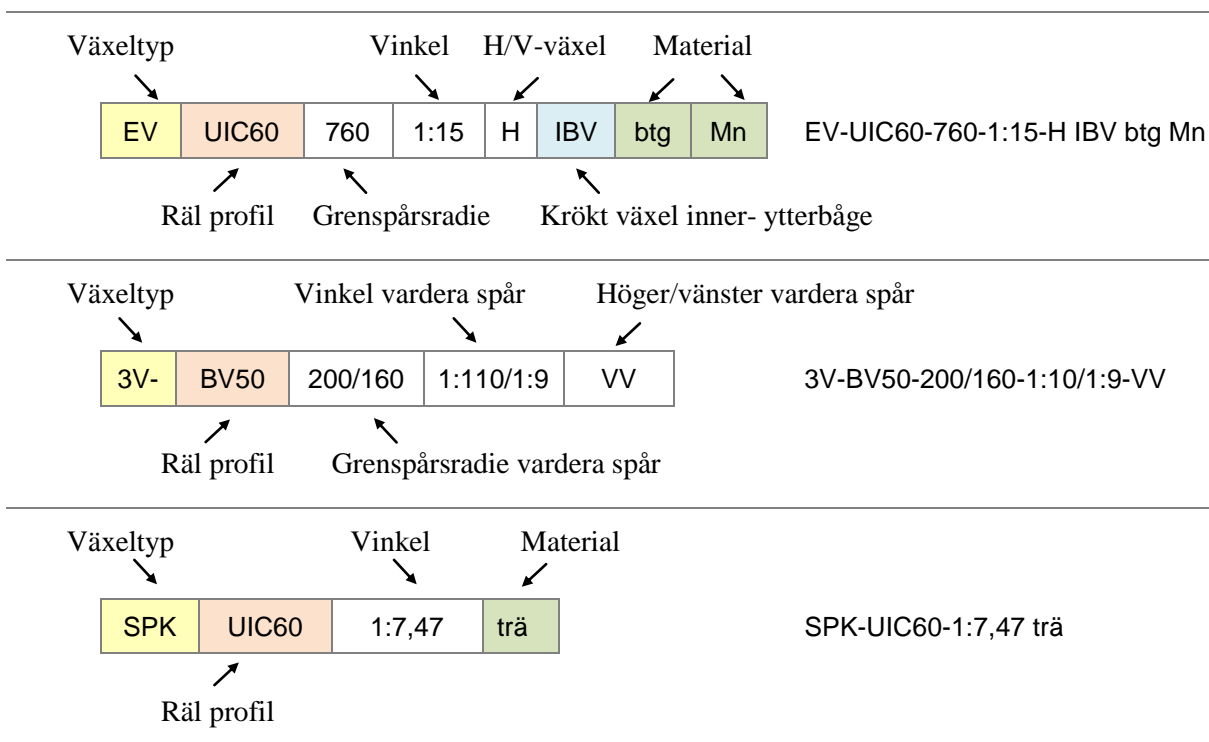 Växeltyp Vinkel H/V-växel Material
EV UIC60 760 1:15 H IBV btg Mn EV-UIC60-760-1:15-H IBV btg Mn
Räl profil Grenspårsradie Krökt växel inner- ytterbåge
Växeltyp Vinkel vardera spår Höger/vänster vardera spår
3V- BV50 200/160 1:110/1:9 VV 3V-BV50-200/160-1:10/1:9-VV
Räl profil Grenspårsradie vardera spår
Växeltyp Vinkel Material
SPK UIC60 1:7,47 trä SPK-UIC60-1:7,47 trä
Räl profil